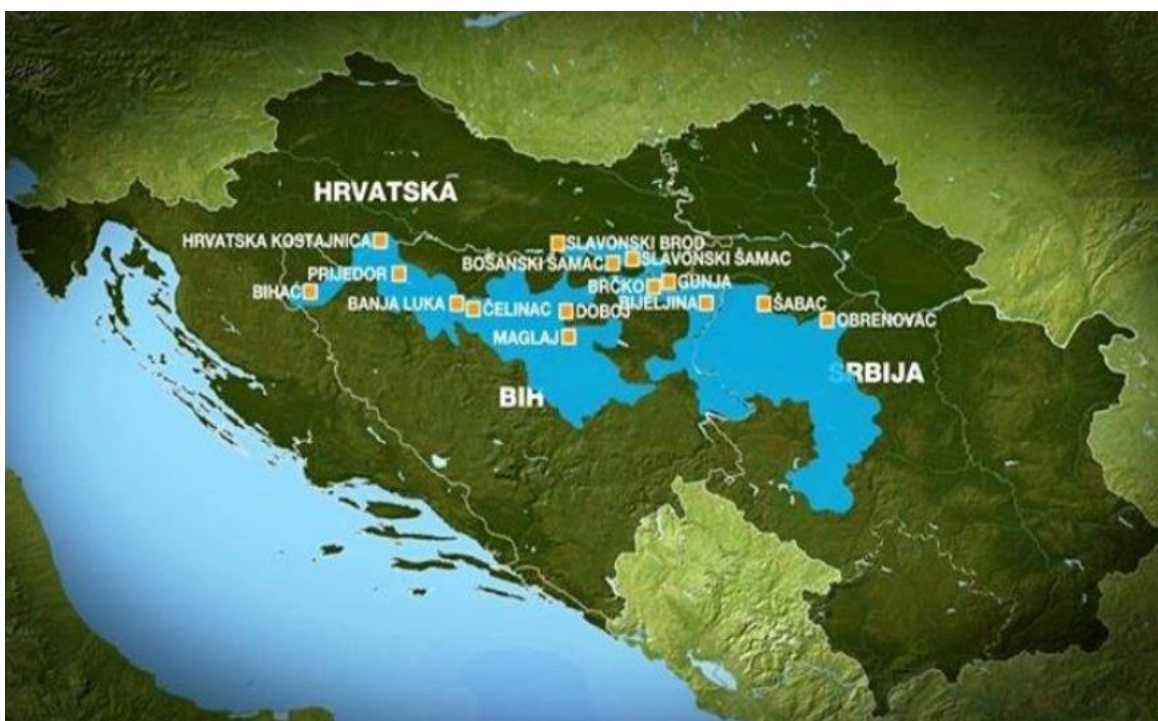 HRVATSKA
HRVATSKA KOSTAJNICA
SLAVONSKI BROD
BOSANSKI ŠAMAC
SLAVONSKI ŠAMAC
PRIJEDOR
GUNJA
BRČKO
BIHAĆ
BANJA LUKA
ČELINAC
DOBOJ
BIJELJINA
ŠABAC
OBRENOVAC
MAGLAJ
SRBIJA
BIH